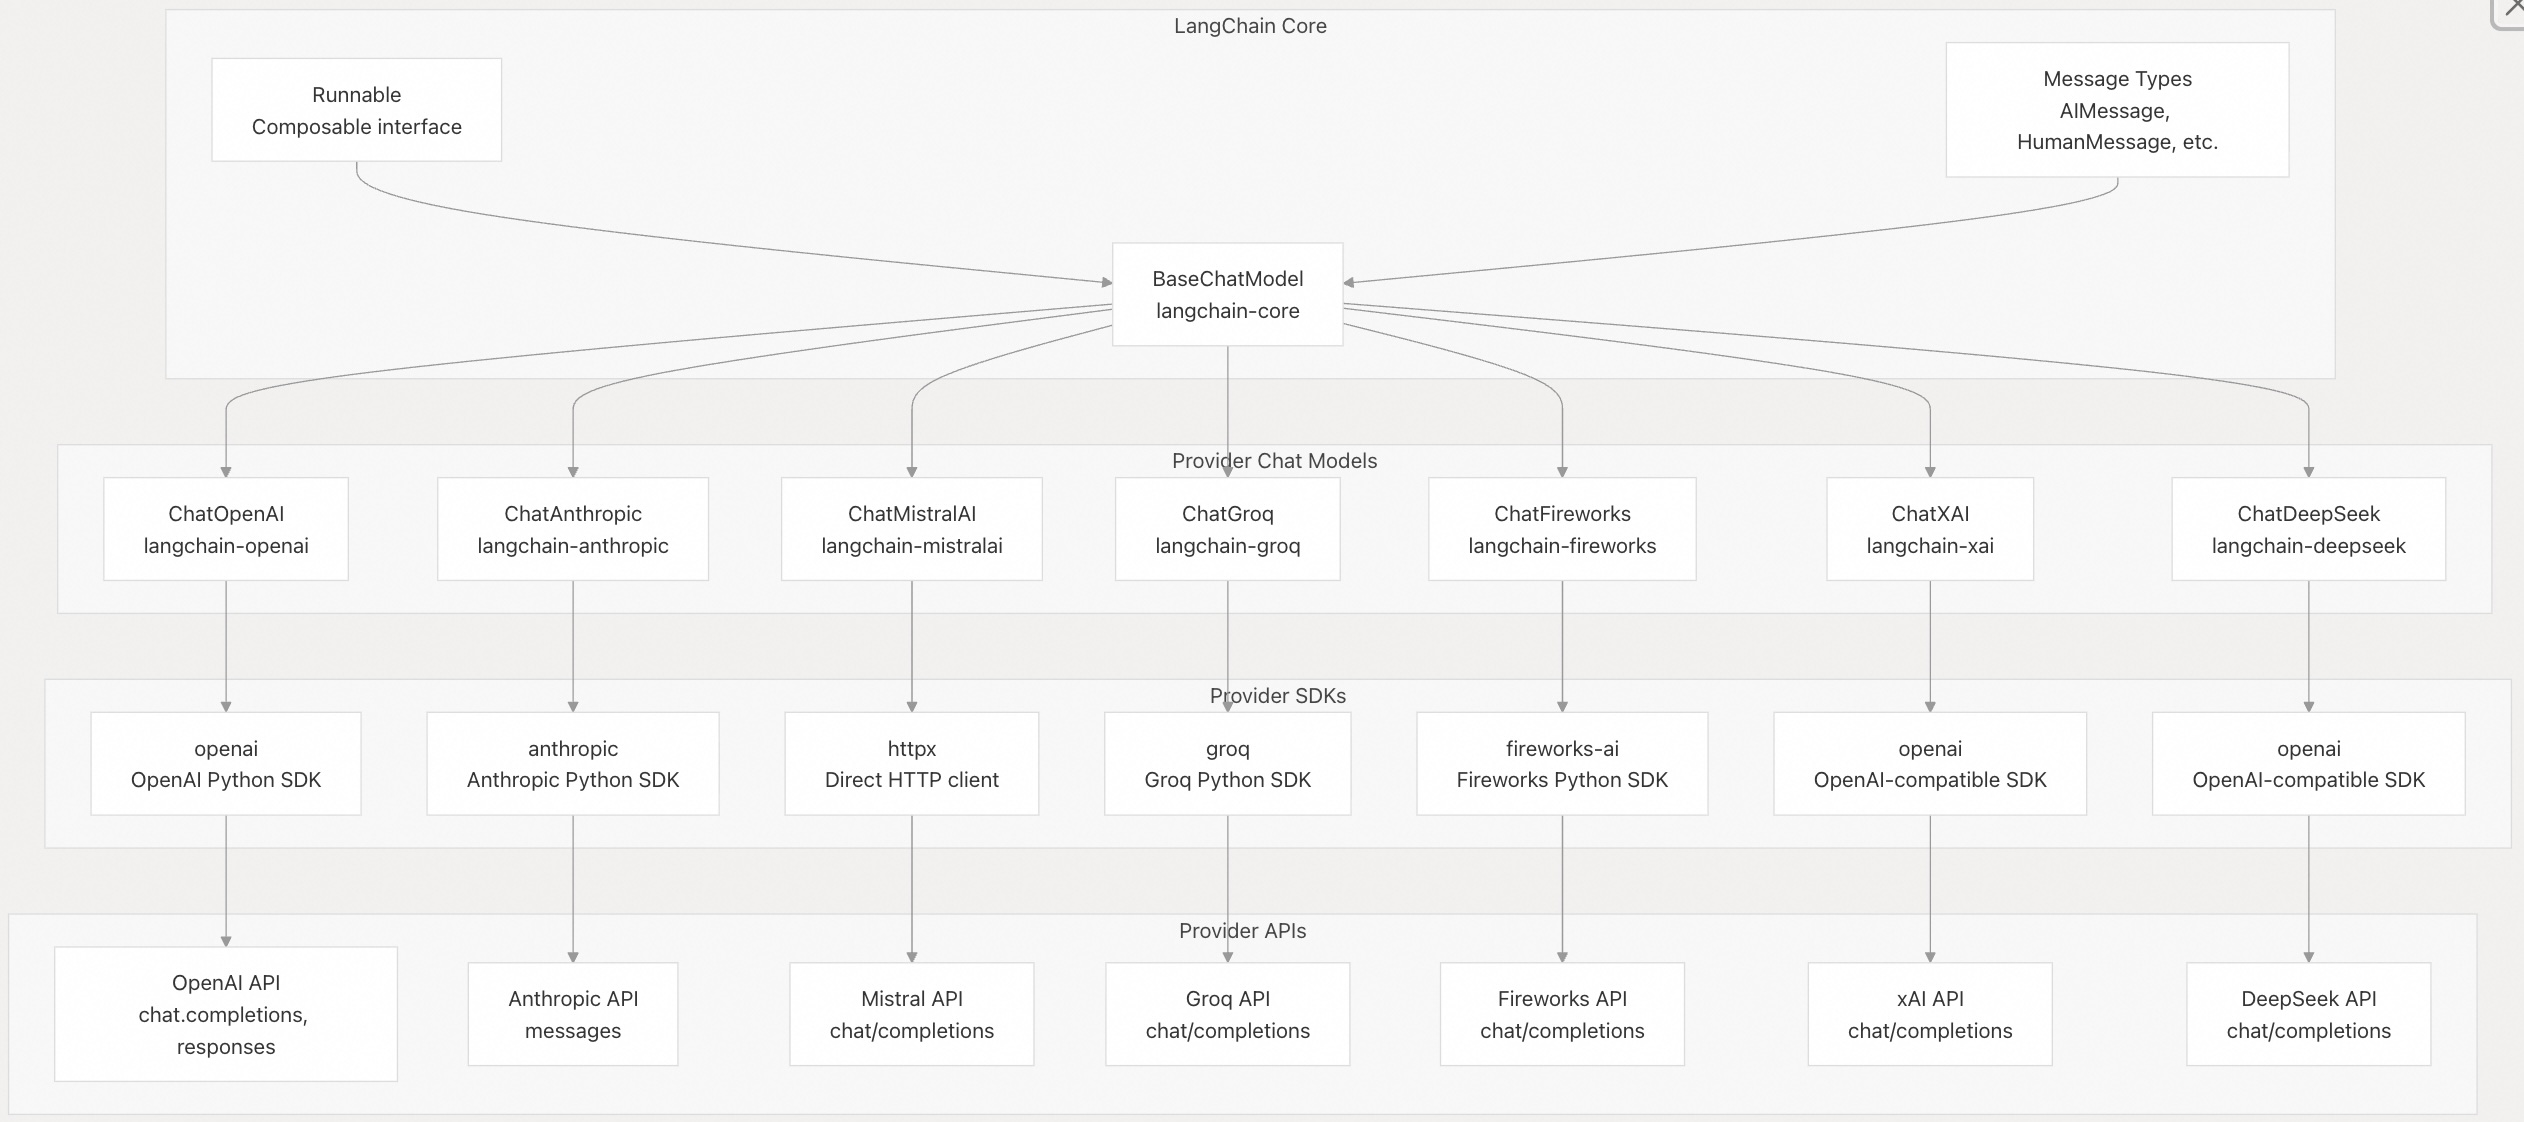 LangChain Core
Runnable
Composable interface
Message Types
AIMessage,
HumanMessage, etc.
BaseChatModel
langchain-core
Provider Chat Models
ChatOpenAI
langchain-openai
ChatAnthropic
langchain-anthropic
ChatMistralAI
langchain-mistralai
ChatGroq
langchain-groq
ChatFireworks
langchain-fireworks
ChatXAI
langchain-xai
ChatDeepSeek
langchain-deepseek
Provider SDKs
openai
OpenAI Python SDK
anthropic
Anthropic Python SDK
httpx
Direct HTTP client
groq
Groq Python SDK
fireworks-ai
Fireworks Python SDK
openai
OpenAI-compatible SDK
openai
OpenAI-compatible SDK
Provider APIs
OpenAI API
chat.completions,
responses
Anthropic API
messages
Mistral API
chat/completions
Groq API
chat/completions
Fireworks API
chat/completions
xAI API
chat/completions
DeepSeek API
chat/completions